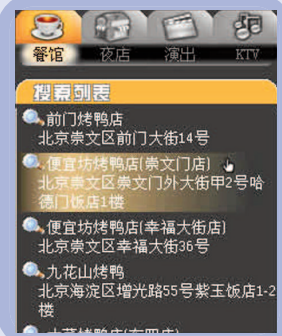 餐馆 夜店 演出 KTV
搜索列表
前门烤鸭店
北京崇文区前门大街14号
便宜坊烤鸭店(崇文门店)
北京崇文区崇文门外大街甲2号哈
德门饭店1楼
便宜坊烤鸭店(幸福大街店)
北京崇文区幸福大街36号
九花山烤鸭
北京海淀区增光路55号紫玉饭店1-2
楼